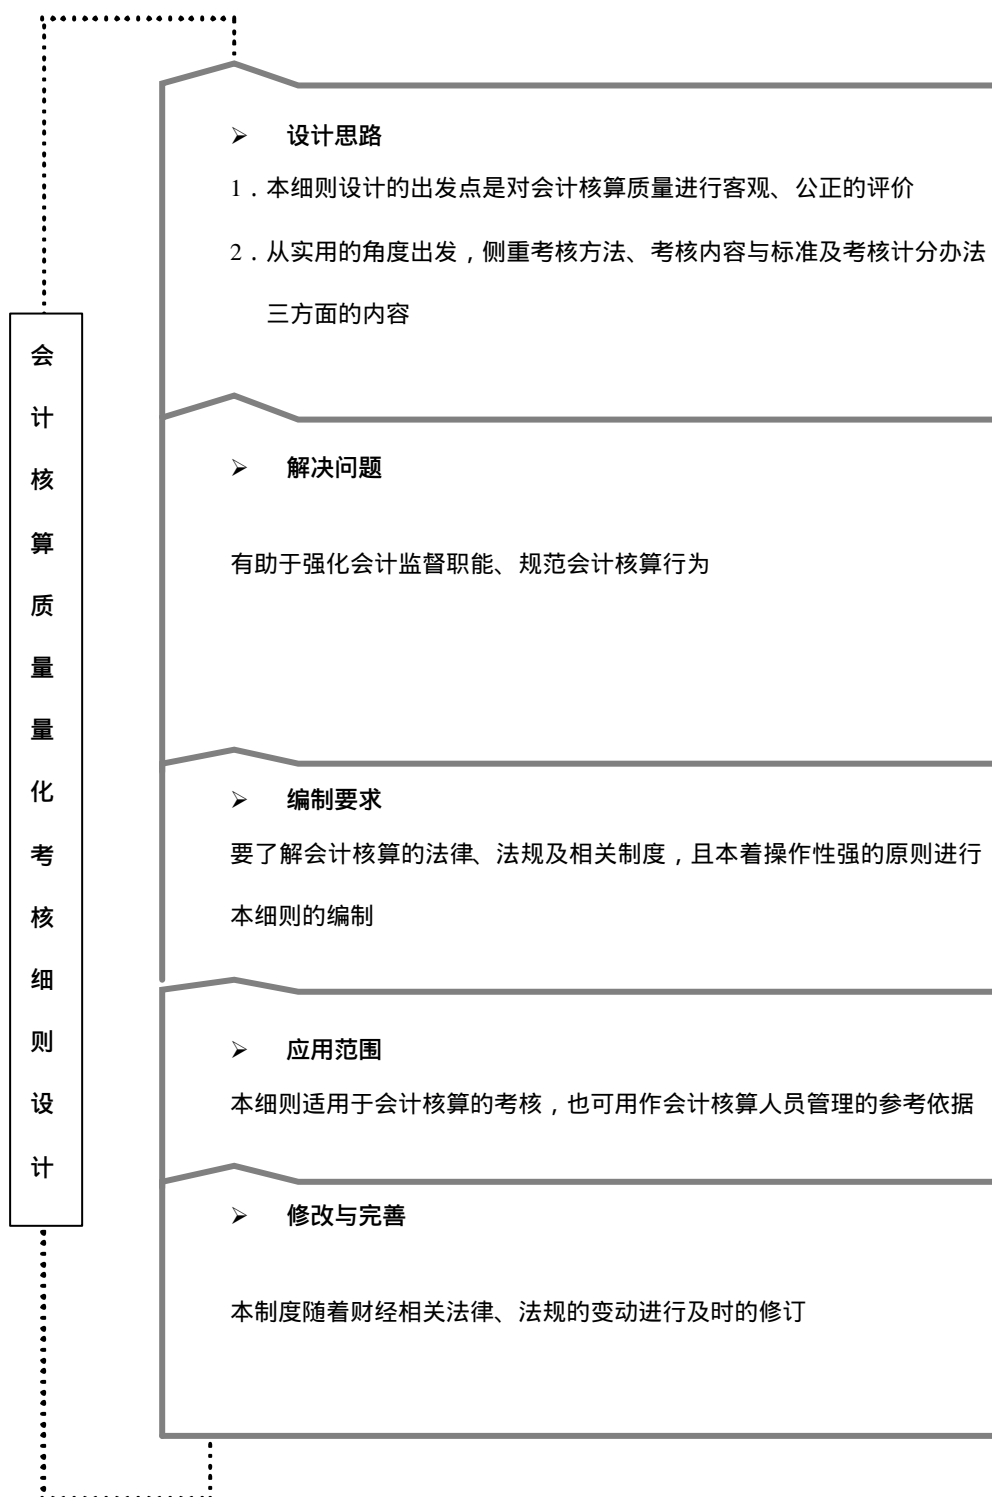 会计核算质量量化考核细则设计
➢ 设计思路
1．本细则设计的出发点是对会计核算质量进行客观、公正的评价
2．从实用的角度出发，侧重考核方法、考核内容与标准及考核计分办法
三方面的内容
➢ 解决问题
有助于强化会计监督职能、规范会计核算行为
➢ 编制要求
要了解会计核算的法律、法规及相关制度，且本着操作性强的原则进行
本细则的编制
➢ 应用范围
本细则适用于会计核算的考核，也可用作会计核算人员管理的参考依据
➢ 修改与完善
本制度随着财经相关法律、法规的变动进行及时的修订